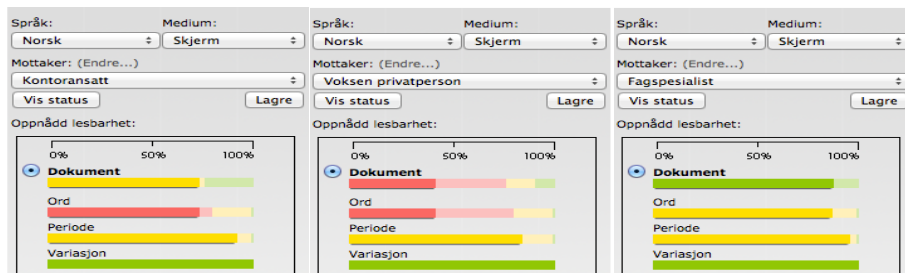 Språk: Medium:
Norsk Skjerm
Mottaker: (Endre...)
Kontoransatt
Vis status Lagre
Oppnådd lesbarhet:
0% 50% 100%
Dokument
Ord
Periode
Variasjon
Språk: Medium:
Norsk Skjerm
Mottaker: (Endre...)
Voksen privatperson
Vis status Lagre
Oppnådd lesbarhet:
0% 50% 100%
Dokument
Ord
Periode
Variasjon
Språk: Medium:
Norsk Skjerm
Mottaker: (Endre...)
Fagspesialist
Vis status Lagre
Oppnådd lesbarhet:
0% 50% 100%
Dokument
Ord
Periode
Variasjon